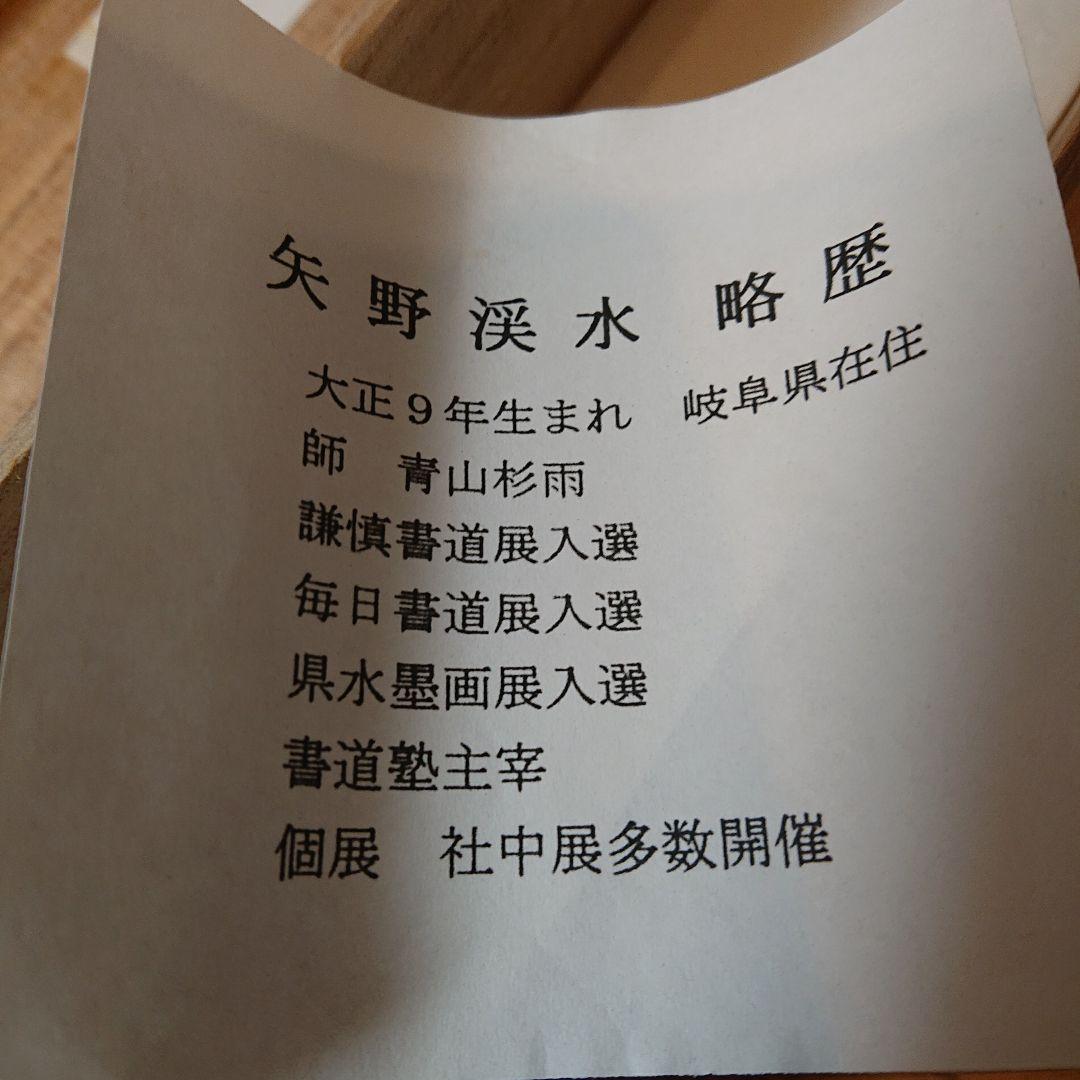 矢野渓水 略歴
大正9年生まれ 岐阜県在住
師 青山杉雨
謙慎書道展入選
毎日書道展入選
県水墨画展入選
書道塾主宰
個展 社中展多数開催